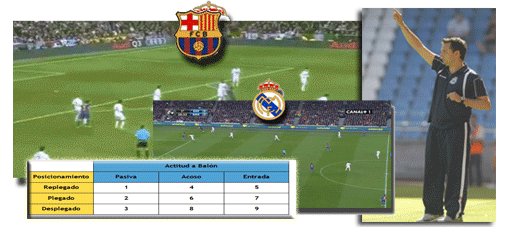 FCB
Audi
CANAL+ 1
Actitud a Balón
Posicionamiento Pasiva Acoso Entrada
Replegado 1 4 5
Plegado 2 6 7
Desplegado 3 8 9